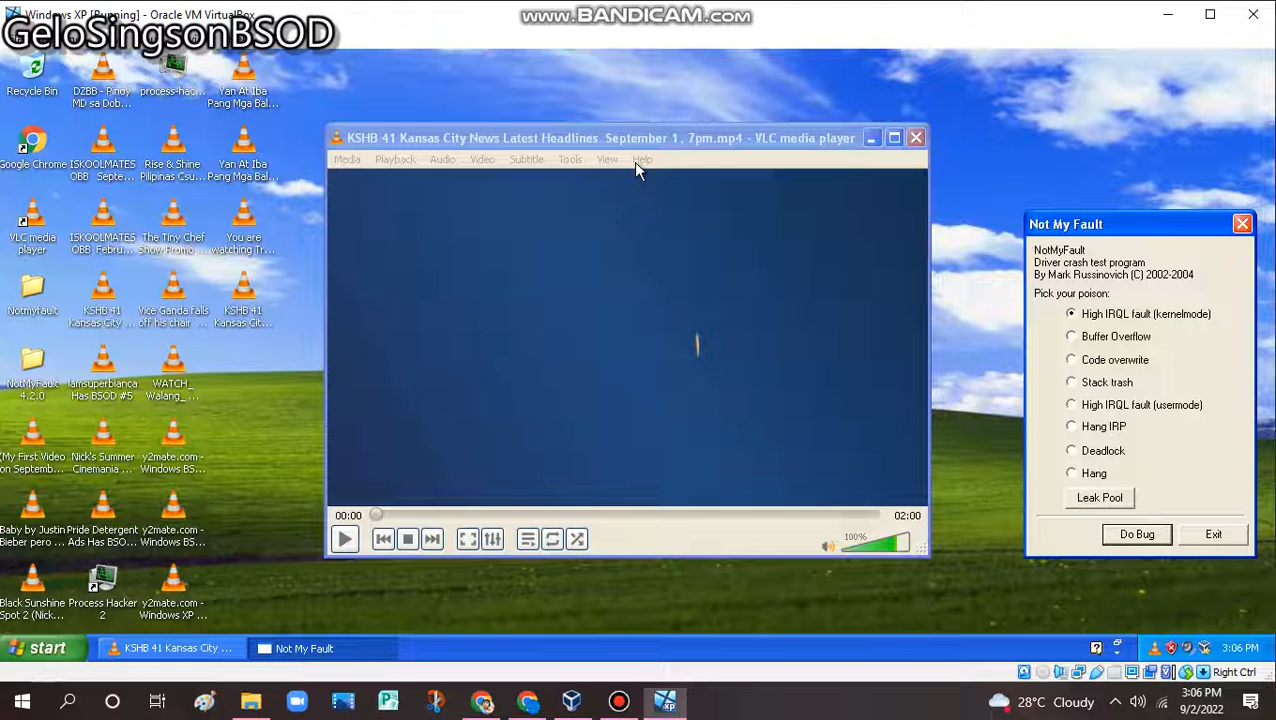 Windows XP [Running] - Oracle VM VirtualBox
GeloSingsonBSOD
www.BANDICAM.com
Recycle Bin
DZBB - Pinoy
MD sa Dob...
process-hac...
Yan At Iba
Pang Mga Bal...
Google Chrome
ISKOOLMATES
OBB Septe...
Rise & Shine
Pilipinas Csu...
Yan At Iba
Pang Mga Bal...
VLC media
player
ISKOOLMATES
OBB Febru...
The Tiny Chef
Show Promo ...
You are
watching Tr...
Notmyfault
KSHB 41
Kansas City ...
Vice Ganda falls
off his chair ...
KSHB 41
Kansas Cit...
NotMyFault
4.2.0
Iamsuperbianca
Has BSOD #5
WATCH_
Walang_ ...
(My First Video
on Septemb...
Nick's Summer
Cinemania ...
y2mate.com -
Windows BS...
Baby by Justin
Bieber pero ...
Pride Detergent
Ads Has BSO...
y2mate.com -
Windows BS...
Black Sunshine
Spot 2 (Nick...
Process Hacker
2
y2mate.com -
Windows XP ...
KSHB 41 Kansas City News Latest Headlines September 1, 7pm.mp4 - VLC media player
Media Playback Audio Video Subtitle Tools View Help
00:00
02:00
100%
Not My Fault
NotMyFault
Driver crash test program
By Mark Russinovich (C) 2002-2004
Pick your poison:
High IRQL fault (kernelmode)
Buffer Overflow
Code overwrite
Stack trash
High IRQL fault (usermode)
Hang IRP
Deadlock
Hang
Leak Pool
Do Bug
Exit
start
KSHB 41 Kansas City ...
Not My Fault
3:06 PM
Right Ctrl
XP
28°C Cloudy
3:06 PM
9/2/2022